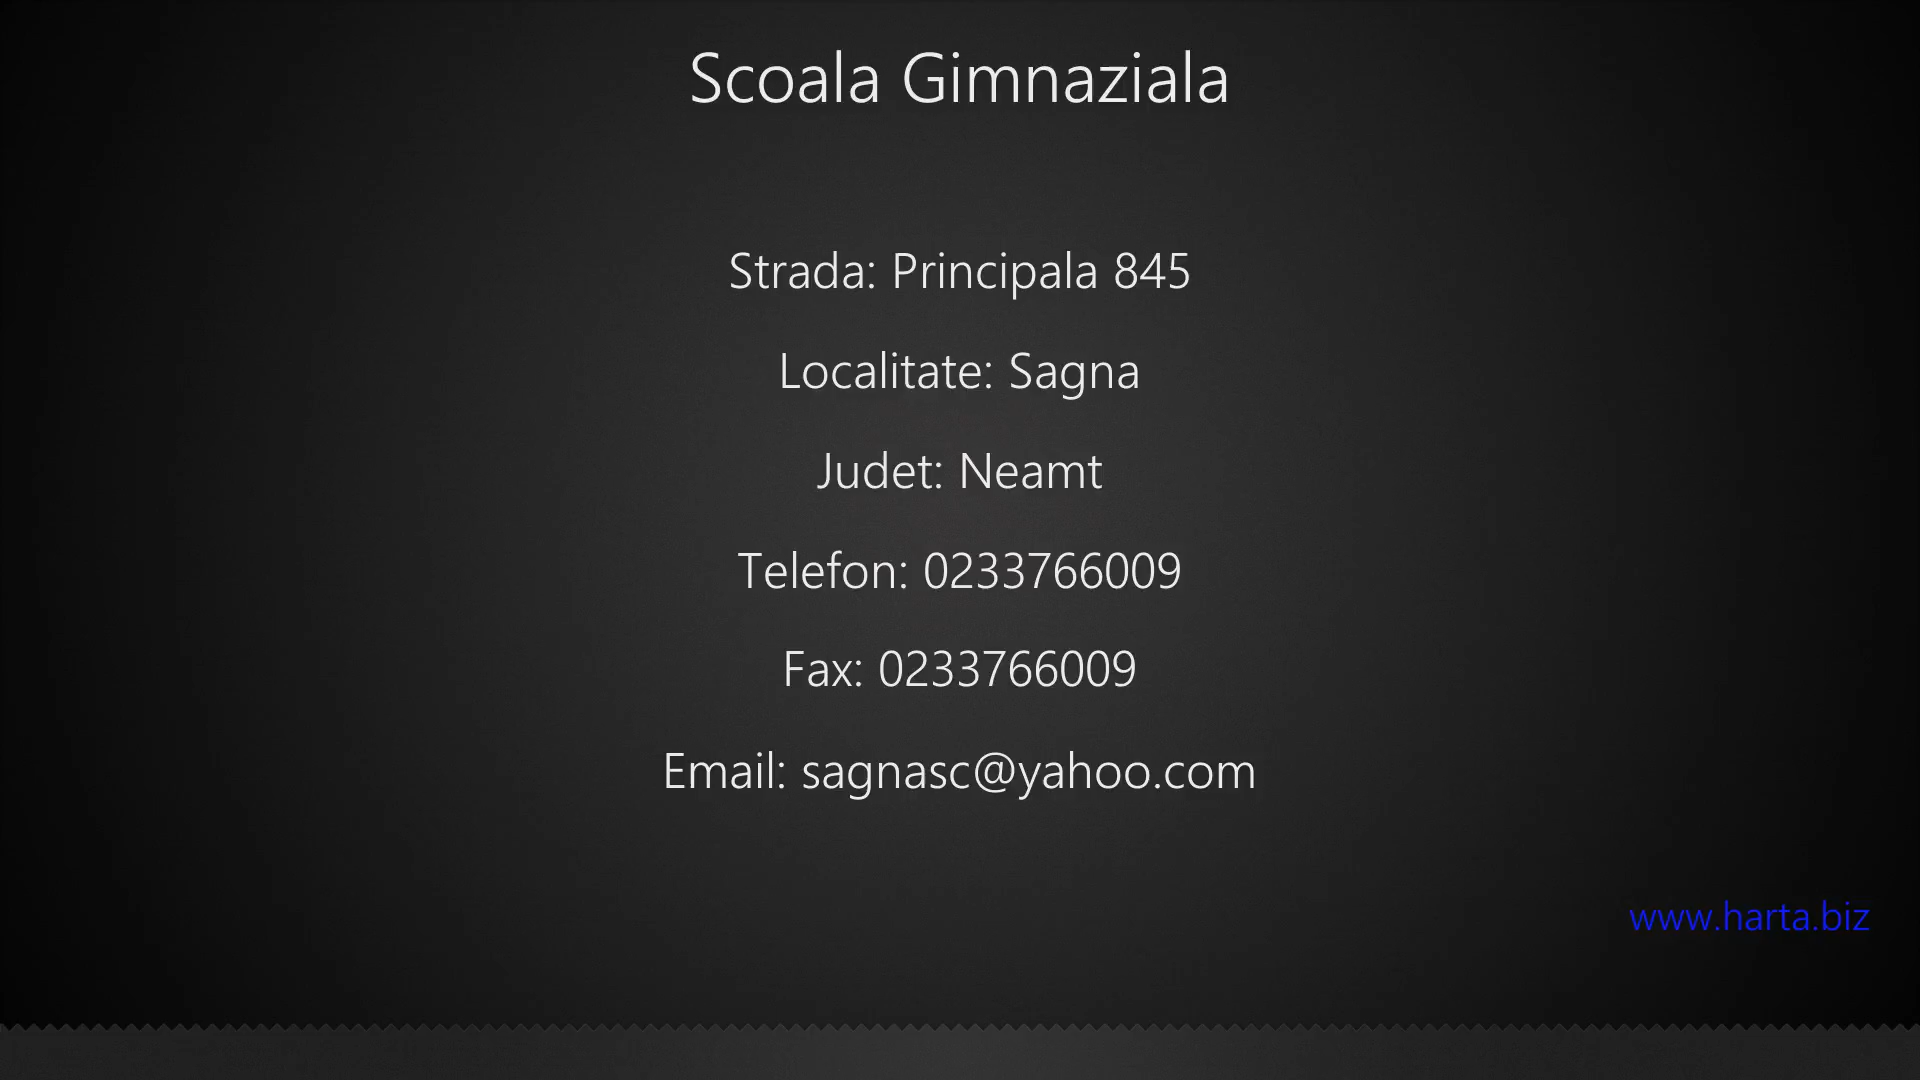 Scoala Gimnaziala
Strada: Principala 845
Localitate: Sagna
Judet: Neamt
Telefon: 0233766009
Fax: 0233766009
Email: sagnasc@yahoo.com
www.harta.biz